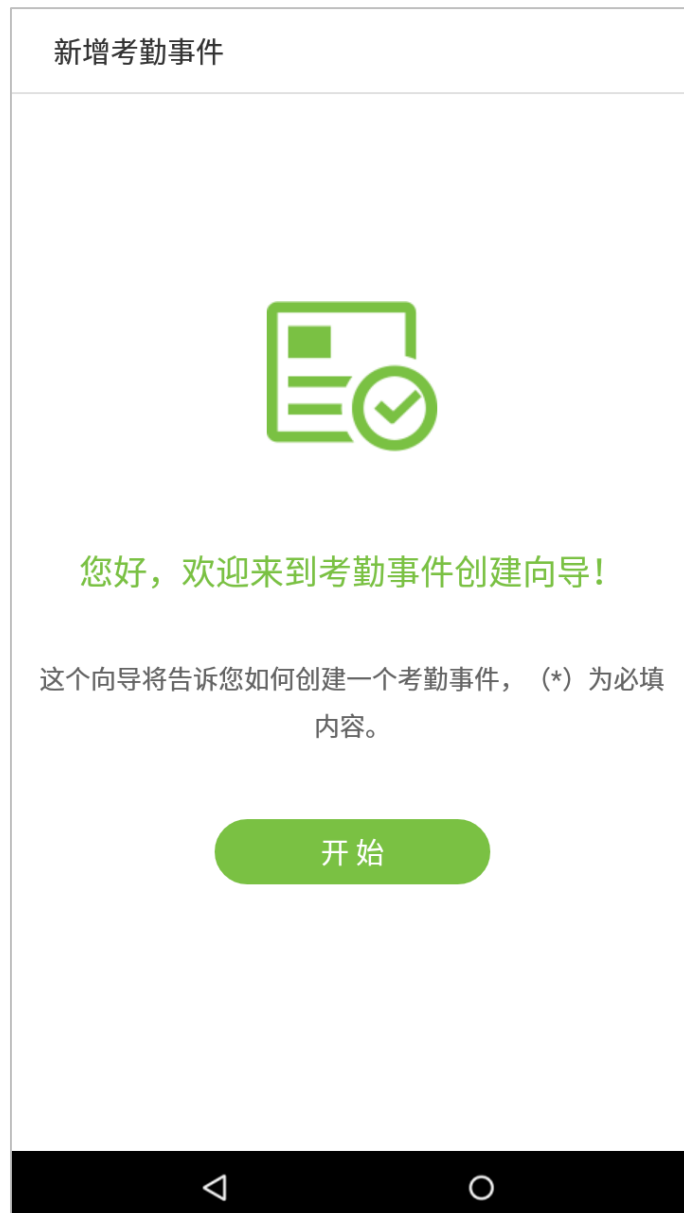 新增考勤事件
您好，欢迎来到考勤事件创建向导!
这个向导将告诉您如何创建一个考勤事件，（*）为必填
内容。
开 始